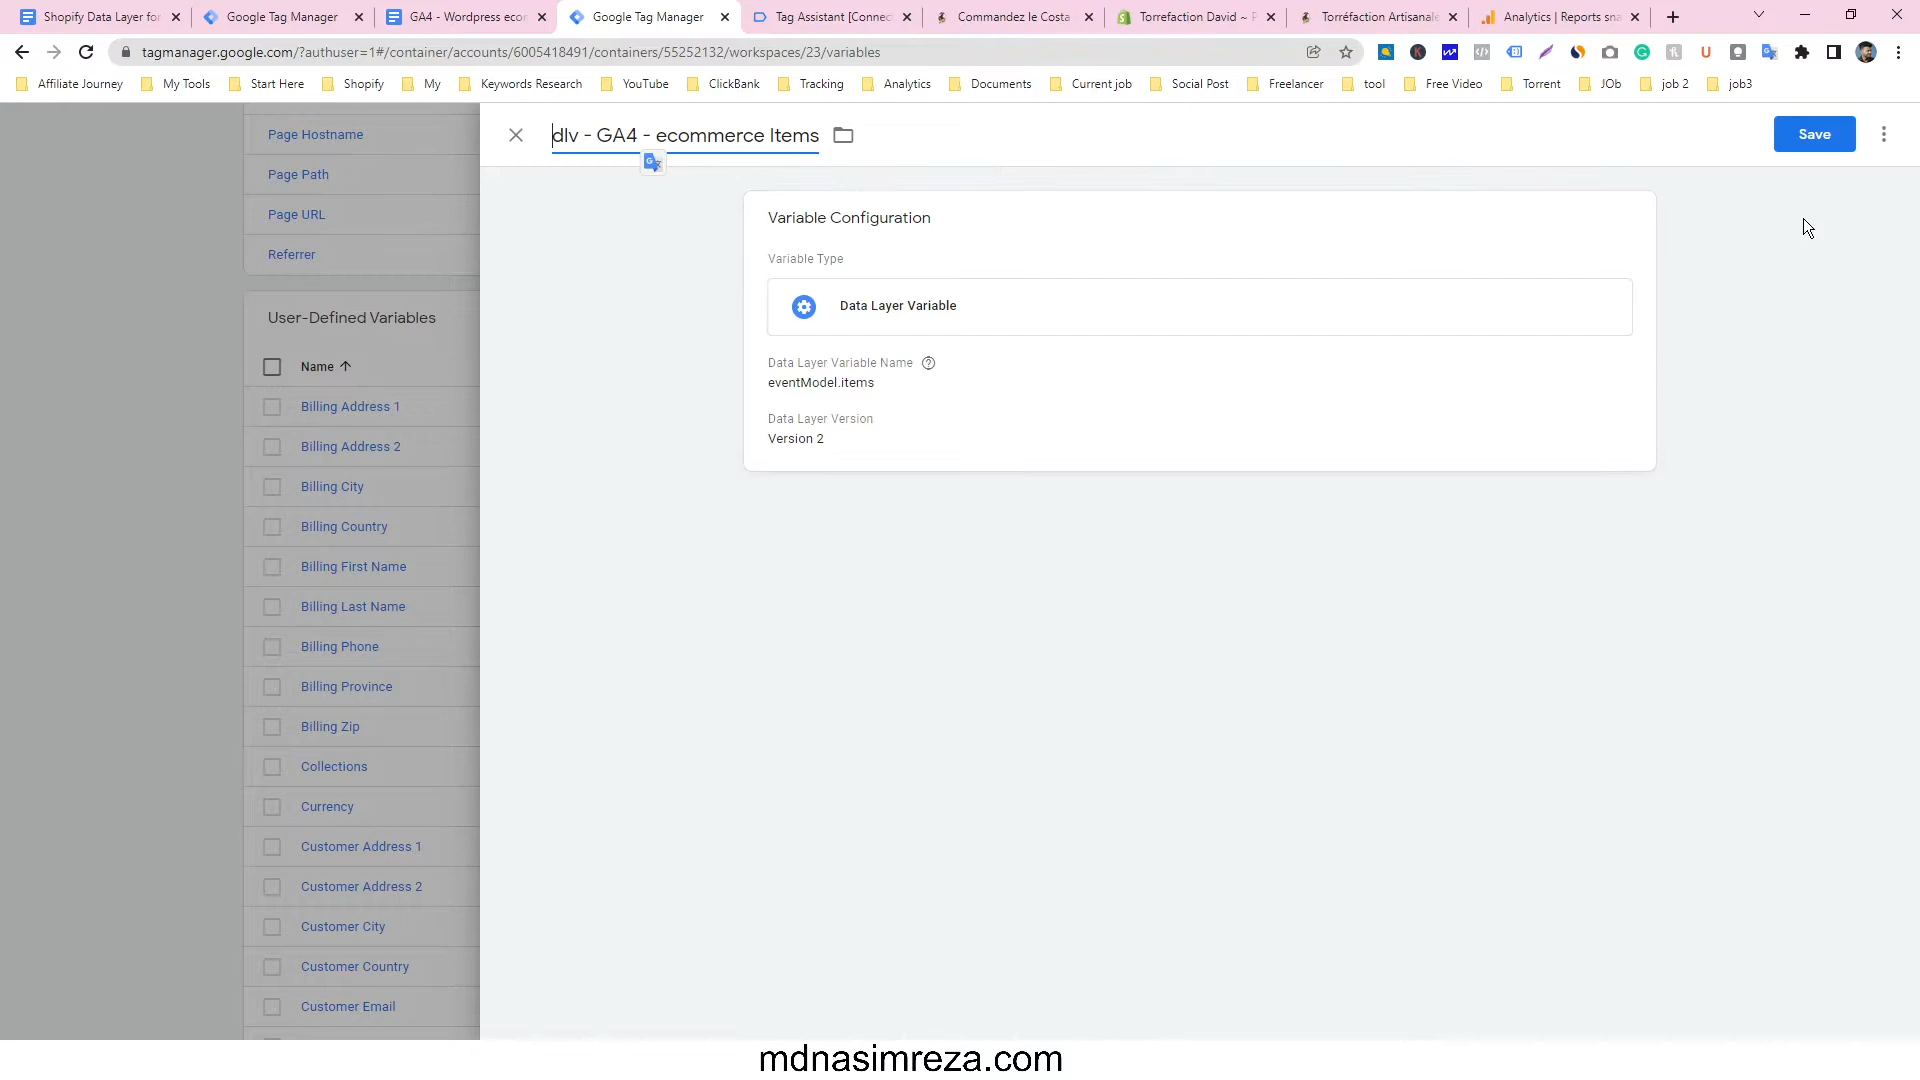 Shopify Data Layer for
Google Tag Manager
GA4 - Wordpress econ
Google Tag Manager
Tag Assistant [Connec
Commandez le Costa
Torrefaction David ~ P
Torréfaction Artisanale
Analytics | Reports sna
tagmanager.google.com/?authuser=1#/container/accounts/6005418491/containers/55252132/workspaces/23/variables
Affiliate Journey
My Tools
Start Here
Shopify
My
Keywords Research
YouTube
ClickBank
Tracking
Analytics
Documents
Current job
Social Post
Freelancer
tool
Free Video
Torrent
JOb
job 2
job3
Page Hostname
Page Path
Page URL
Referrer
User-Defined Variables
Name
Billing Address 1
Billing Address 2
Billing City
Billing Country
Billing First Name
Billing Last Name
Billing Phone
Billing Province
Billing Zip
Collections
Currency
Customer Address 1
Customer Address 2
Customer City
Customer Country
Customer Email
dlv - GA4 - ecommerce Items
Save
Variable Configuration
Variable Type
Data Layer Variable
Data Layer Variable Name
eventModel.items
Data Layer Version
Version 2
mdnasimreza.com